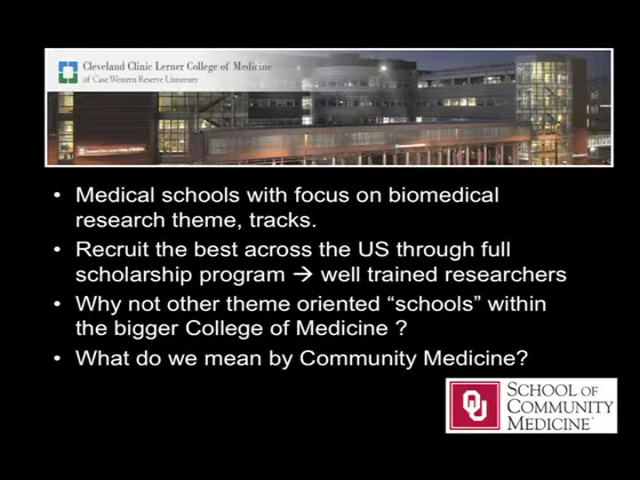 Cleveland Clinic Lerner College of Medicine
of Case Western Reserve University
• Medical schools with focus on biomedical
research theme, tracks.
• Recruit the best across the US through full
scholarship program → well trained researchers
• Why not other theme oriented “schools” within
the bigger College of Medicine ?
• What do we mean by Community Medicine?
OU
SCHOOL OF
COMMUNITY
MEDICINE